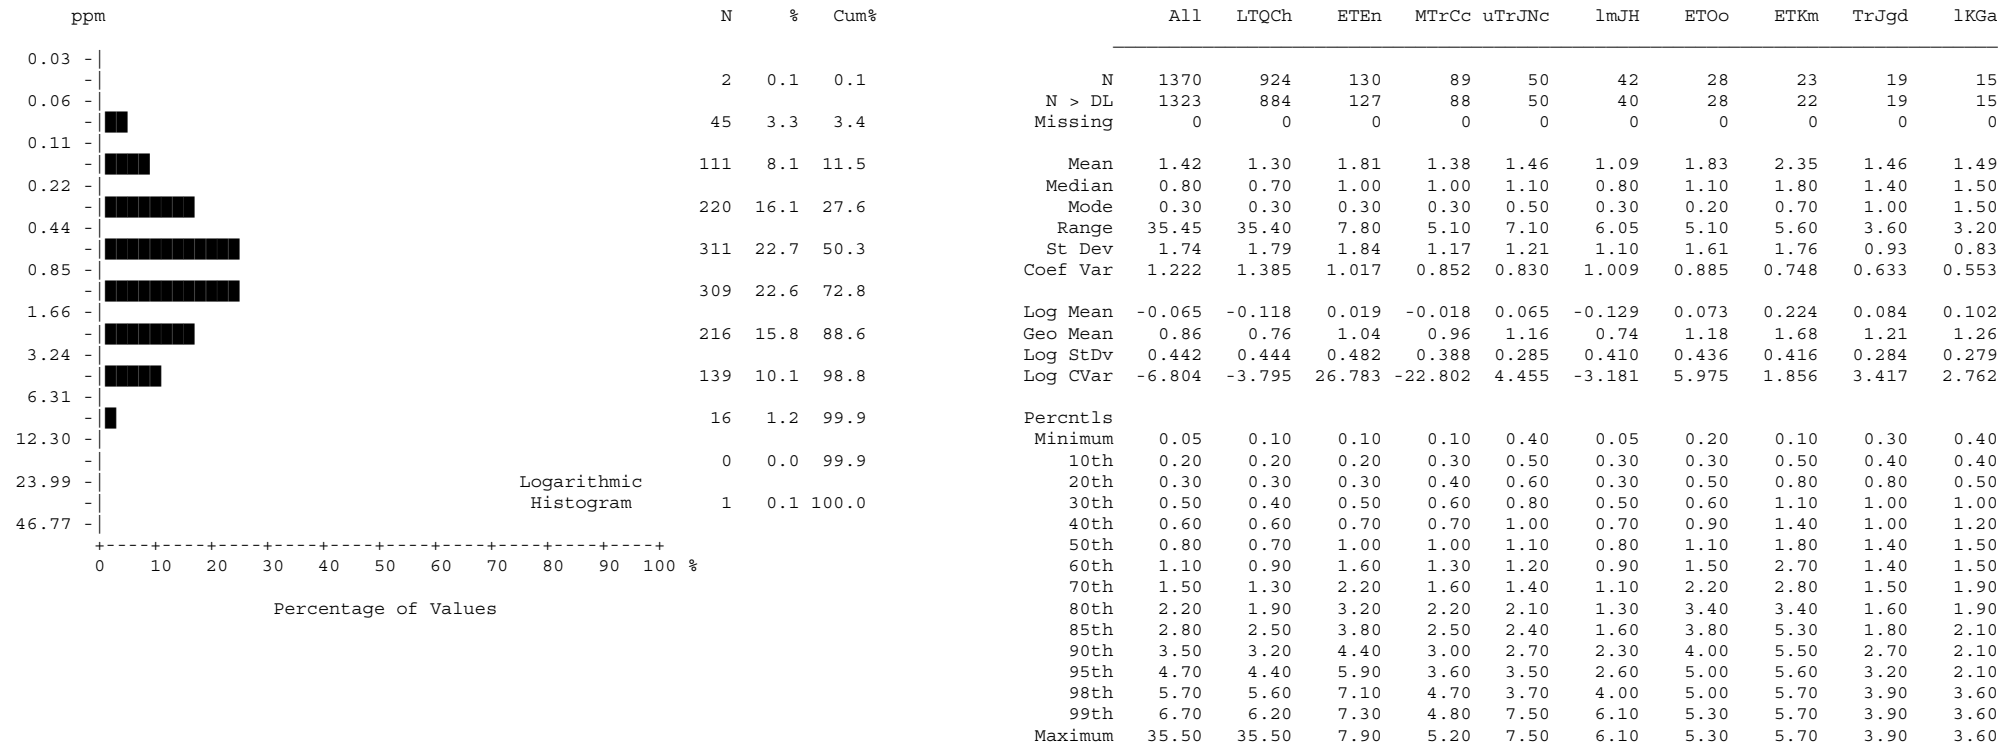 ppm N % Cum% All LTQCh ETEn MTrCc uTrJNc lmJH ETOo ETKm TrJgd lKGa
0.03 -|
-| 2 0.1 0.1 N 1370 924 130 89 50 42 28 23 19 15
0.06 -| N > DL 1323 884 127 88 50 40 28 22 19 15
-| 45 3.3 3.4 Missing 0 0 0 0 0 0 0 0 0 0
0.11 -|
-| 111 8.1 11.5 Mean 1.42 1.30 1.81 1.38 1.46 1.09 1.83 2.35 1.46 1.49
0.22 -| Median 0.80 0.70 1.00 1.00 1.10 0.80 1.10 1.80 1.40 1.50
-| 220 16.1 27.6 Mode 0.30 0.30 0.30 0.30 0.50 0.30 0.20 0.70 1.00 1.50
0.44 -| Range 35.45 35.40 7.80 5.10 7.10 6.05 5.10 5.60 3.60 3.20
-| 311 22.7 50.3 St Dev 1.74 1.79 1.84 1.17 1.21 1.10 1.61 1.76 0.93 0.83
0.85 -| Coef Var 1.222 1.385 1.017 0.852 0.830 1.009 0.885 0.748 0.633 0.553
-| 309 22.6 72.8
1.66 -| Log Mean -0.065 -0.118 0.019 -0.018 0.065 -0.129 0.073 0.224 0.084 0.102
-| 216 15.8 88.6 Geo Mean 0.86 0.76 1.04 0.96 1.16 0.74 1.18 1.68 1.21 1.26
3.24 -| Log StDv 0.442 0.444 0.482 0.388 0.285 0.410 0.436 0.416 0.284 0.279
-| 139 10.1 98.8 Log CVar -6.804 -3.795 26.783 -22.802 4.455 -3.181 5.975 1.856 3.417 2.762
6.31 -|
-| 16 1.2 99.9 Percntls
12.30 -| Minimum 0.05 0.10 0.10 0.10 0.40 0.05 0.20 0.10 0.30 0.40
-| 0 0.0 99.9 10th 0.20 0.20 0.20 0.30 0.50 0.30 0.30 0.50 0.40 0.40
23.99 -| Logarithmic 20th 0.30 0.30 0.30 0.40 0.60 0.30 0.50 0.80 0.80 0.50
-| Histogram 1 0.1 100.0 30th 0.50 0.40 0.50 0.60 0.80 0.50 0.60 1.10 1.00 1.00
46.77 -| 40th 0.60 0.60 0.70 0.70 1.00 0.70 0.90 1.40 1.00 1.20
+----+----+----+----+----+----+----+----+----+----+ 50th 0.80 0.70 1.00 1.00 1.10 0.80 1.10 1.80 1.40 1.50
0 10 20 30 40 50 60 70 80 90 100 % 60th 1.10 0.90 1.60 1.30 1.20 0.90 1.50 2.70 1.40 1.50
70th 1.50 1.30 2.20 1.60 1.40 1.10 2.20 2.80 1.50 1.90
Percentage of Values 80th 2.20 1.90 3.20 2.20 2.10 1.30 3.40 3.40 1.60 1.90
85th 2.80 2.50 3.80 2.50 2.40 1.60 3.80 5.30 1.80 2.10
90th 3.50 3.20 4.40 3.00 2.70 2.30 4.00 5.50 2.70 2.10
95th 4.70 4.40 5.90 3.60 3.50 2.60 5.00 5.60 3.20 2.10
98th 5.70 5.60 7.10 4.70 3.70 4.00 5.00 5.70 3.90 3.60
99th 6.70 6.20 7.30 4.80 7.50 6.10 5.30 5.70 3.90 3.60
Maximum 35.50 35.50 7.90 5.20 7.50 6.10 5.30 5.70 3.90 3.60